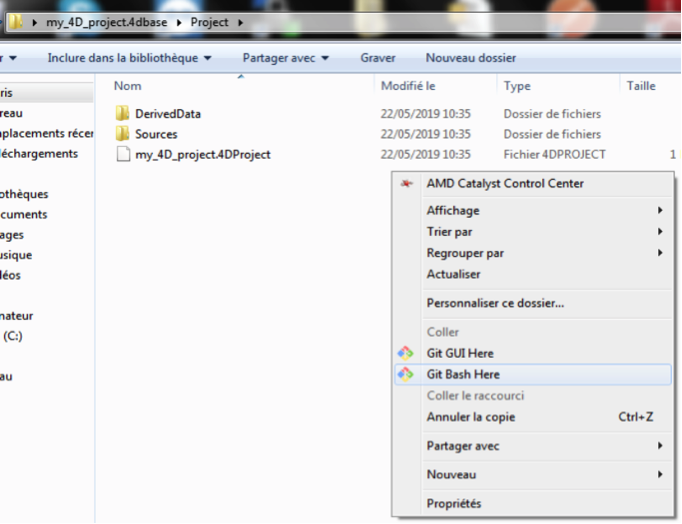 my_4D_project.4dbase Project
Inclure dans la bibliothèque Partager avec Graver Nouveau dossier
Nom Modifié le Type Taille
DerivedData 22/05/2019 10:35 Dossier de fichiers
Sources 22/05/2019 10:35 Dossier de fichiers
my_4D_project.4DProject 22/05/2019 10:35 Fichier 4DPROJECT 1
ris
reau
nplacements récer
léchargements
othèques
cuments
ages
usique
léos
nateur
(C:)
au
AMD Catalyst Control Center
Affichage
Trier par
Regrouper par
Actualiser
Personnaliser ce dossier...
Coller
Git GUI Here
Git Bash Here
Coller le raccourci
Annuler la copie Ctrl+Z
Partager avec
Nouveau
Propriétés